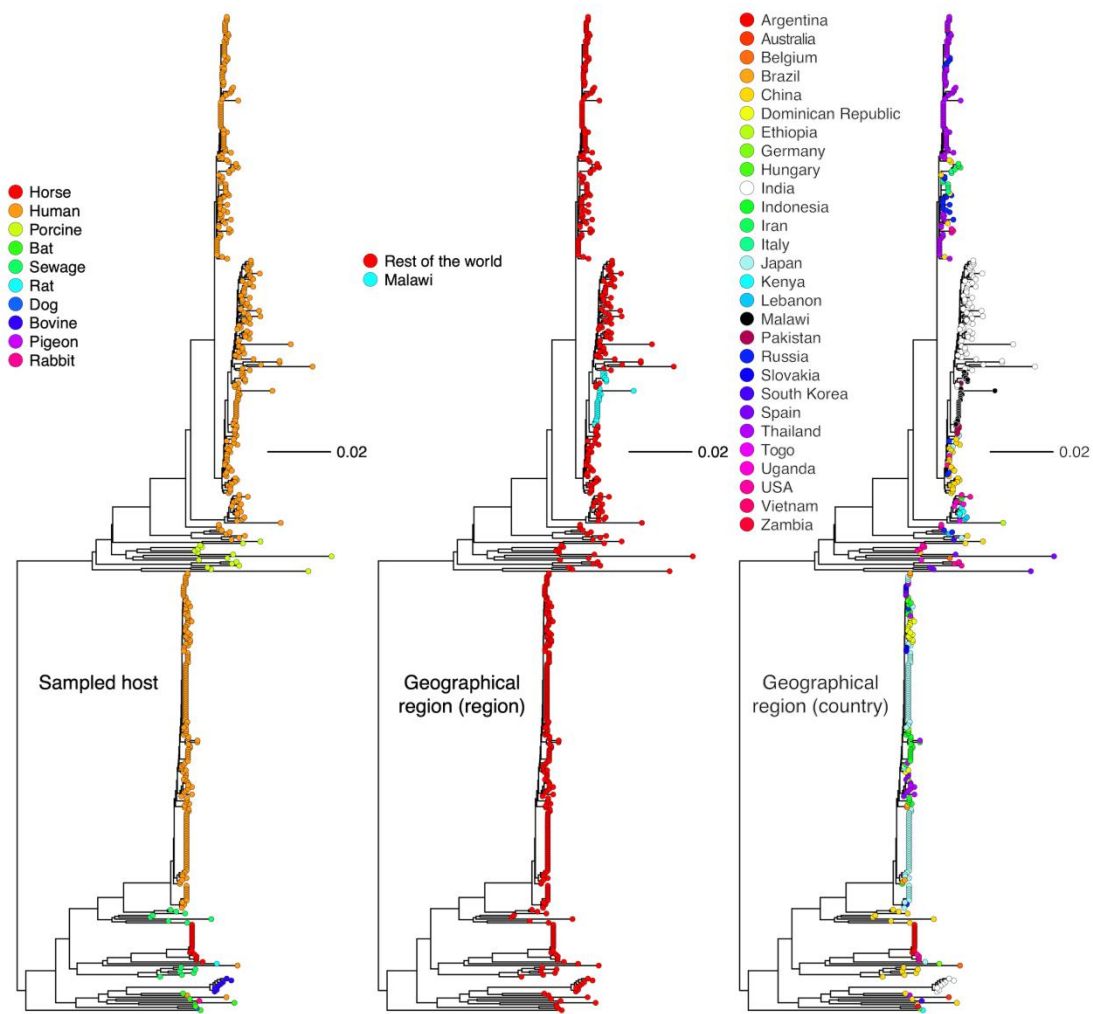 Horse
Human
Porcine
Bat
Sewage
Rat
Dog
Bovine
Pigeon
Rabbit
0.02
Sampled host
Rest of the world
Malawi
0.02
Geographical
region (region)
Argentina
Australia
Belgium
Brazil
China
Dominican Republic
Ethiopia
Germany
Hungary
India
Indonesia
Iran
Italy
Japan
Kenya
Lebanon
Malawi
Pakistan
Russia
Slovakia
South Korea
Spain
Thailand
Togo
Uganda
USA
Vietnam
Zambia
0.02
Geographical
region (country)